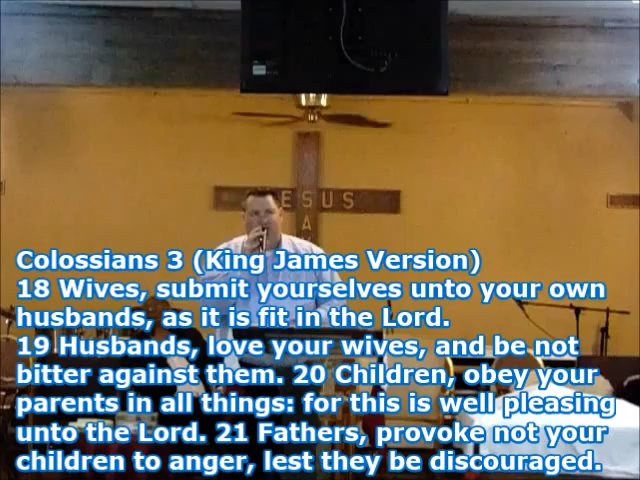 JESUS
SA
Colossians 3 (King James Version)
18 Wives, submit yourselves unto your own
husbands, as it is fit in the Lord.
19 Husbands, love your wives, and be not
bitter against them. 20 Children, obey your
parents in all things: for this is well pleasing
unto the Lord. 21 Fathers, provoke not your
children to anger, lest they be discouraged.